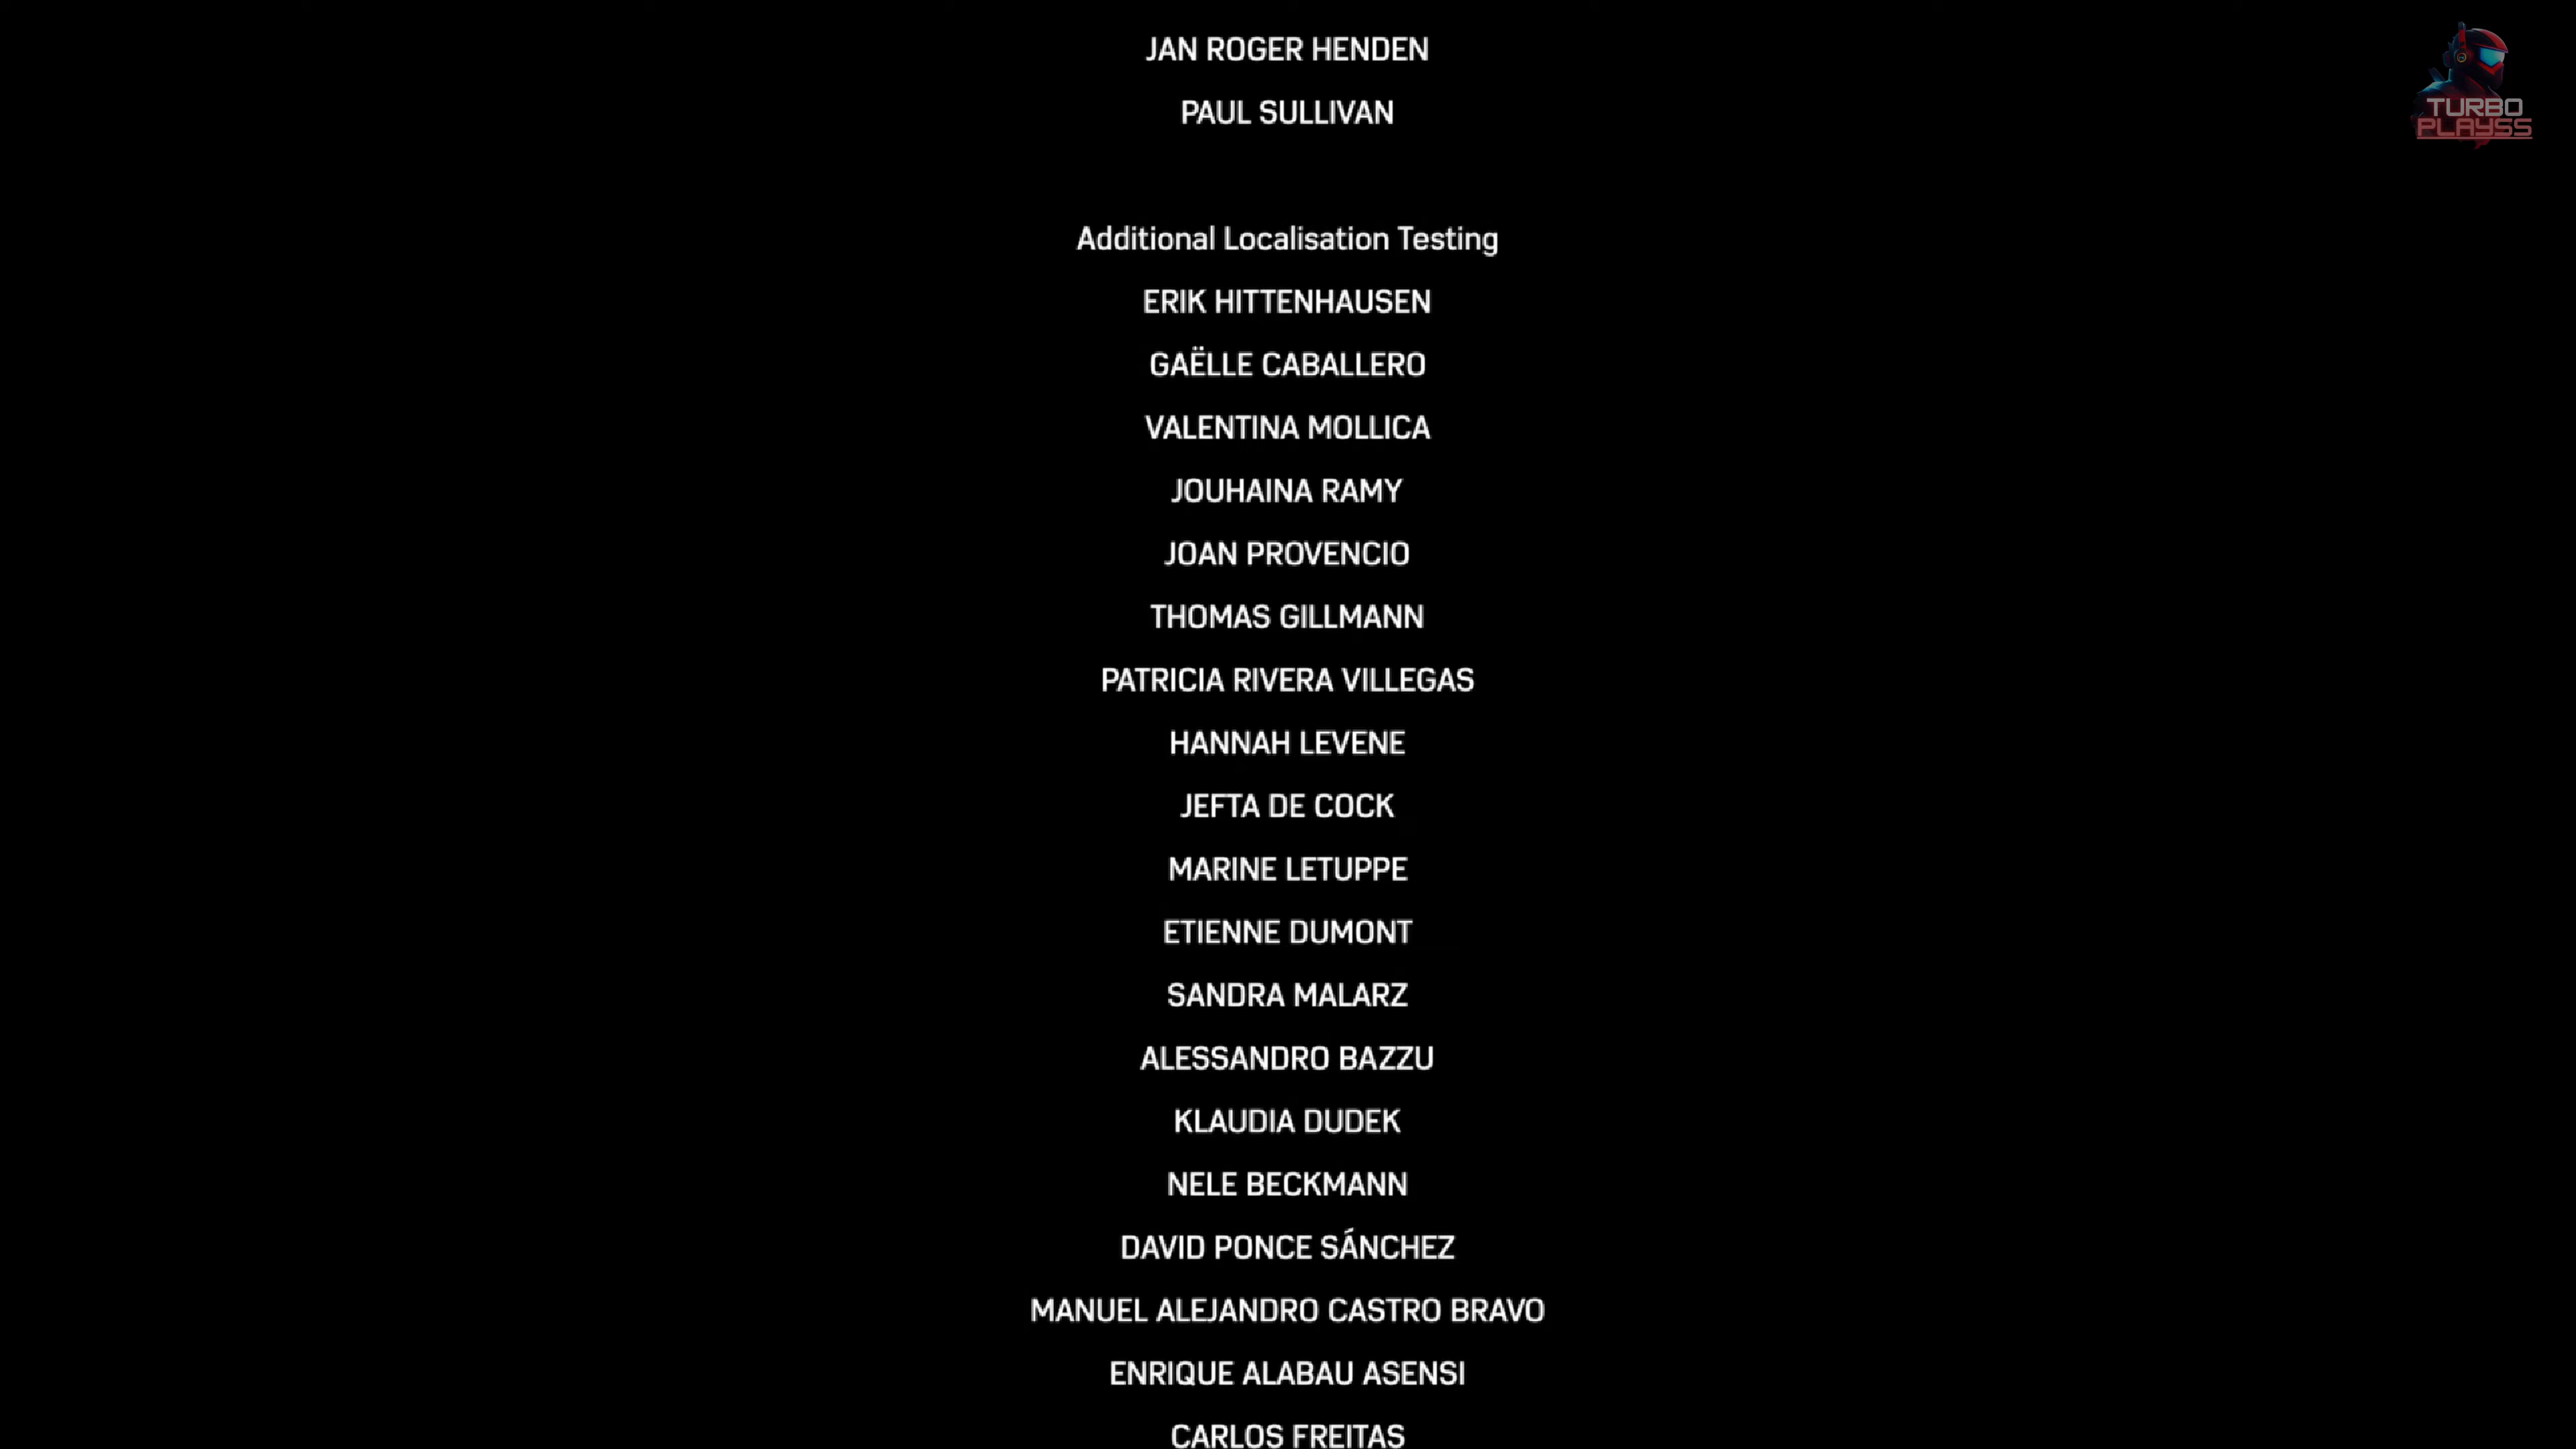 JAN ROGER HENDEN
PAUL SULLIVAN
TURBO
PLAYSS
Additional Localisation Testing
ERIK HITTENHAUSEN
GAËLLE CABALLERO
VALENTINA MOLLICA
JOUHAINA RAMY
JOAN PROVENCIO
THOMAS GILLMANN
PATRICIA RIVERA VILLEGAS
HANNAH LEVENE
JEFTA DE COCK
MARINE LETUPPE
ETIENNE DUMONT
SANDRA MALARZ
ALESSANDRO BAZZU
KLAUDIA DUDEK
NELE BECKMANN
DAVID PONCE SÁNCHEZ
MANUEL ALEJANDRO CASTRO BRAVO
ENRIQUE ALABAU ASENSI
CARLOS FREITAS